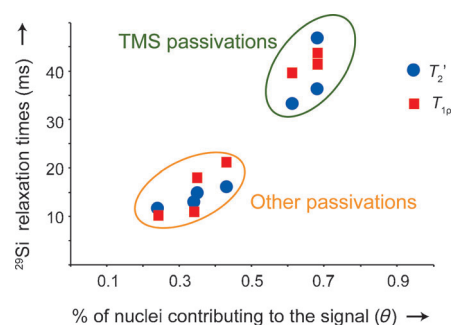 TMS passivations
Other passivations
T₂'
T₁ρ
²⁹Si relaxation times (ms) →
40
30
20
10
0.1 0.3 0.5 0.7 0.9
% of nuclei contributing to the signal (θ) →